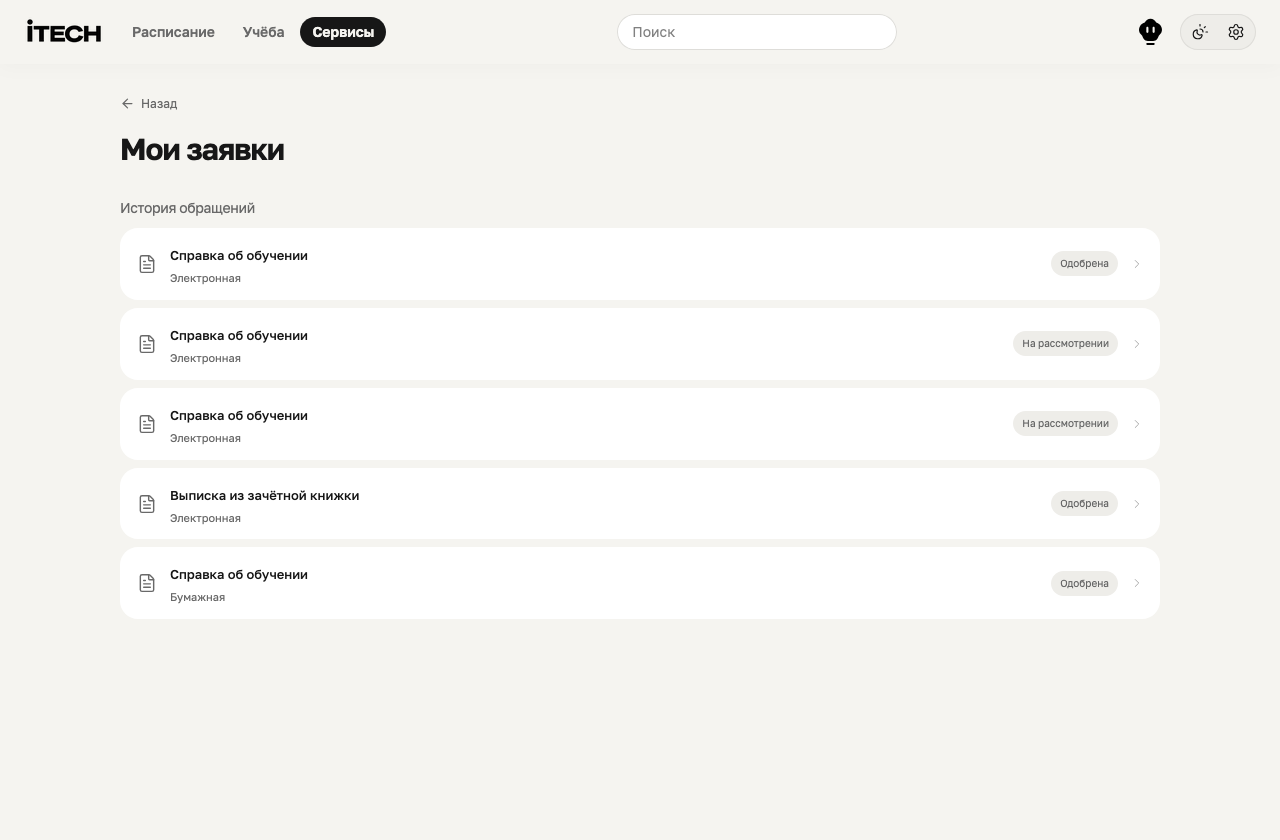 iTECH
Расписание
Учёба
Сервисы
Поиск
Назад
Мои заявки
История обращений
Справка об обучении
Электронная
Одобрена
Справка об обучении
Электронная
На рассмотрении
Справка об обучении
Электронная
На рассмотрении
Выписка из зачётной книжки
Электронная
Одобрена
Справка об обучении
Бумажная
Одобрена